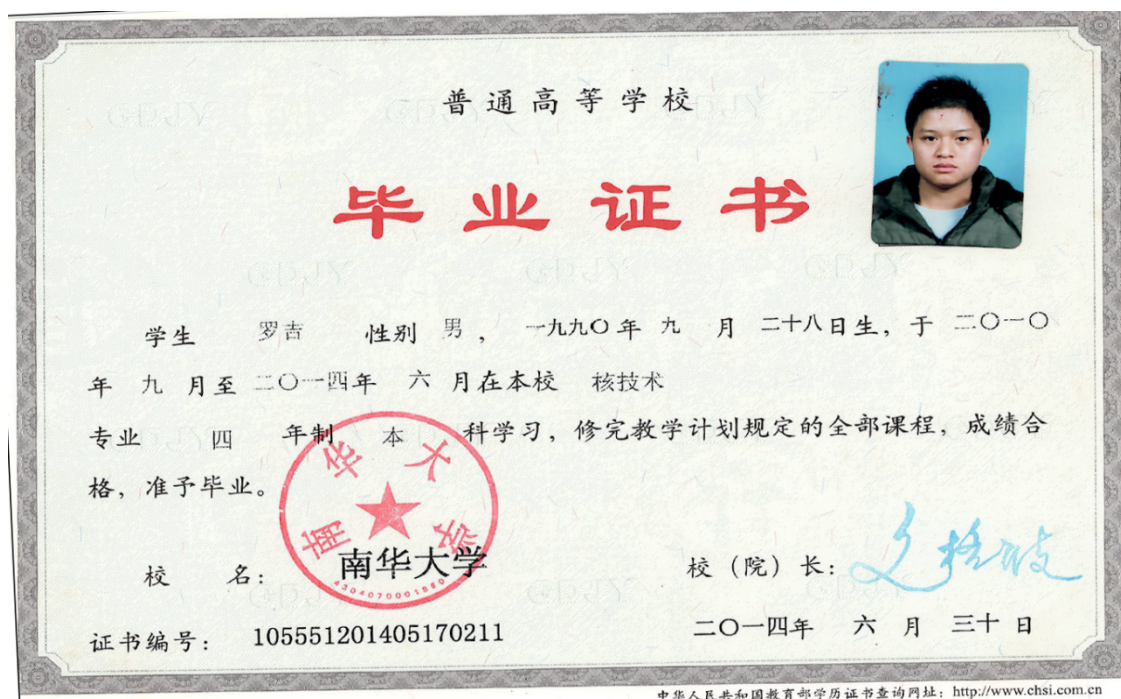 普通高等学校
毕业证书
学生 罗吉 性别 男，一九九〇年 九 月 二十八日生，于 二〇一〇
年 九 月至 二〇一四年 六 月在本校 核技术
专业 四 年制 本 科学习，修完教学计划规定的全部课程，成绩合
格，准予毕业。
南华大学
校 名：南华大学 校（院）长：
证书编号：105551201405170211 二〇一四年 六 月 三十 日
中华人民共和国教育部学历证书查询网址：http://www.chsi.com.cn